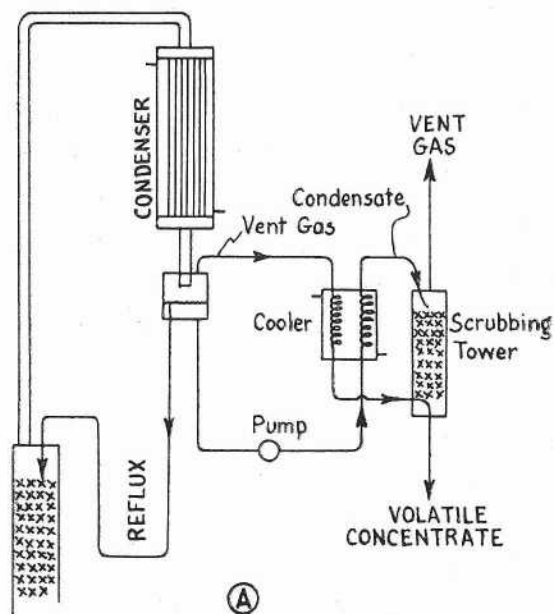 CONDENSER
VENT
GAS
Condensate
Vent Gas
Cooler
Scrubbing
Tower
Pump
REFLUX
VOLATILE
CONCENTRATE
A